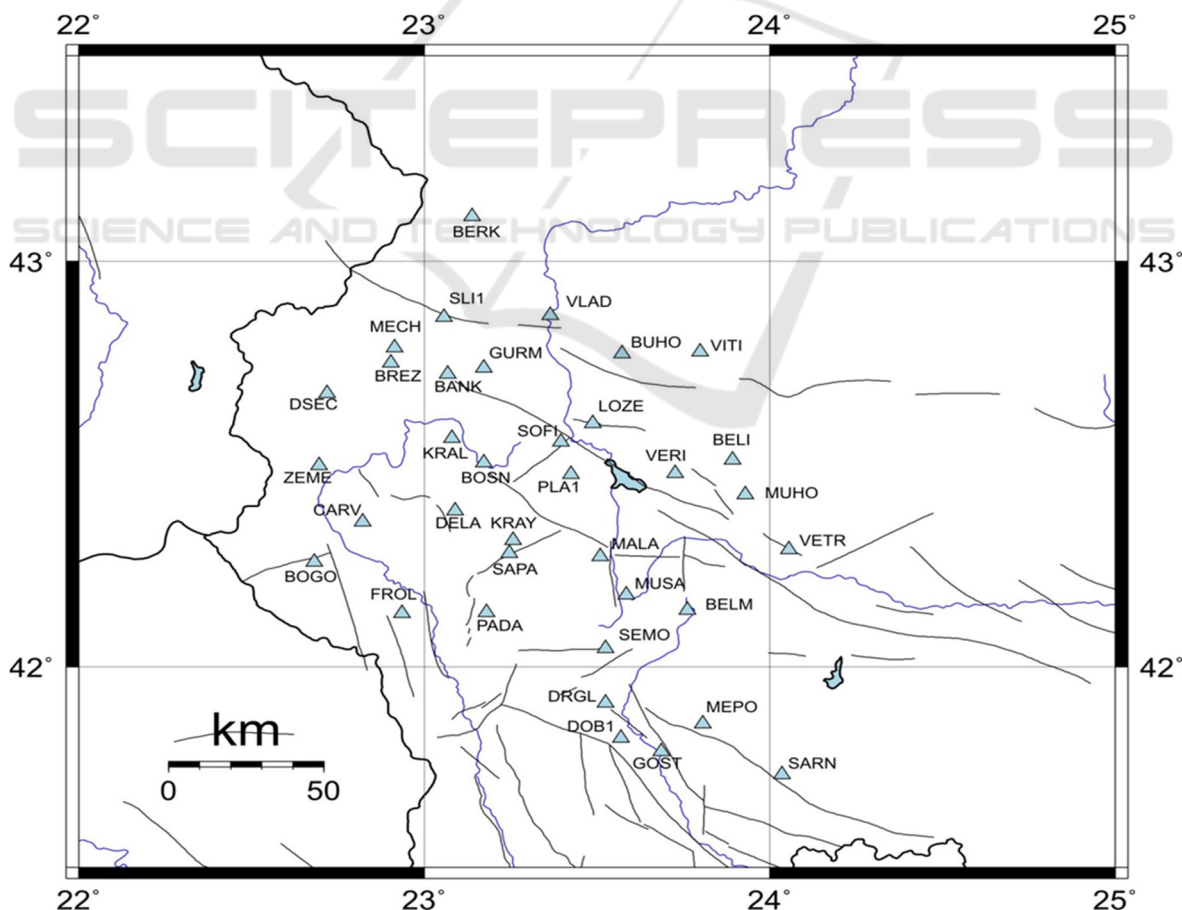 22° 23° 24° 25°
SCITEPRESS
SCIENCE AND TECHNOLOGY PUBLICATIONS
BERK
43° 43°
SLI1 VLAD
MECH
BUHO VITI
GURM
BREZ BANK
DSEC
LOZE
SOFI
BELI
KRAL
VERI
ZEME BOSN
PLA1
MUHO
CARV
DELA KRAY
VETR
MALA
SAPA
BOGO
MUSA
FROL
BELM
PADA
SEMO
42° 42°
DRGL
MEPO
DOB1
km
GOST SARN
0 50
22° 23° 24° 25°